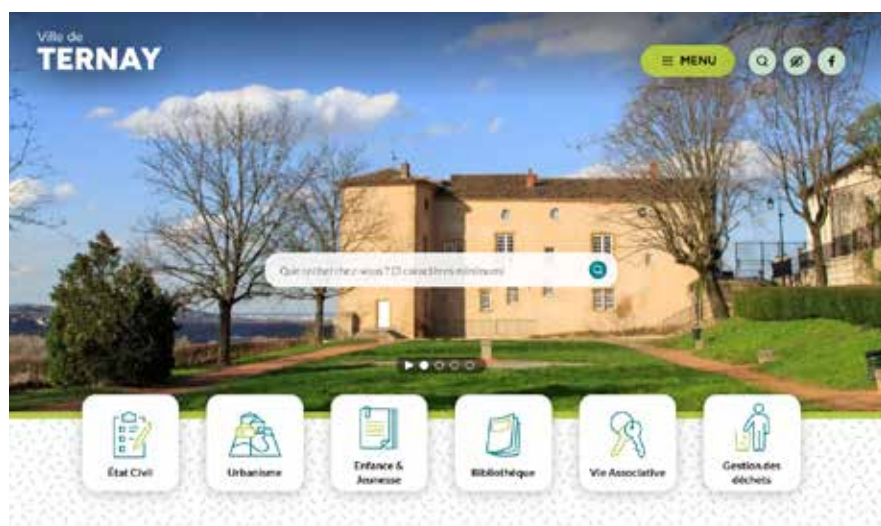 Ville de
TERNAY
MENU
Que recherchez-vous ? (3 caractères minimum)
État Civil
Urbanisme
Enfance &
Jeunesse
Bibliothèque
Vie Associative
Gestion des
déchets